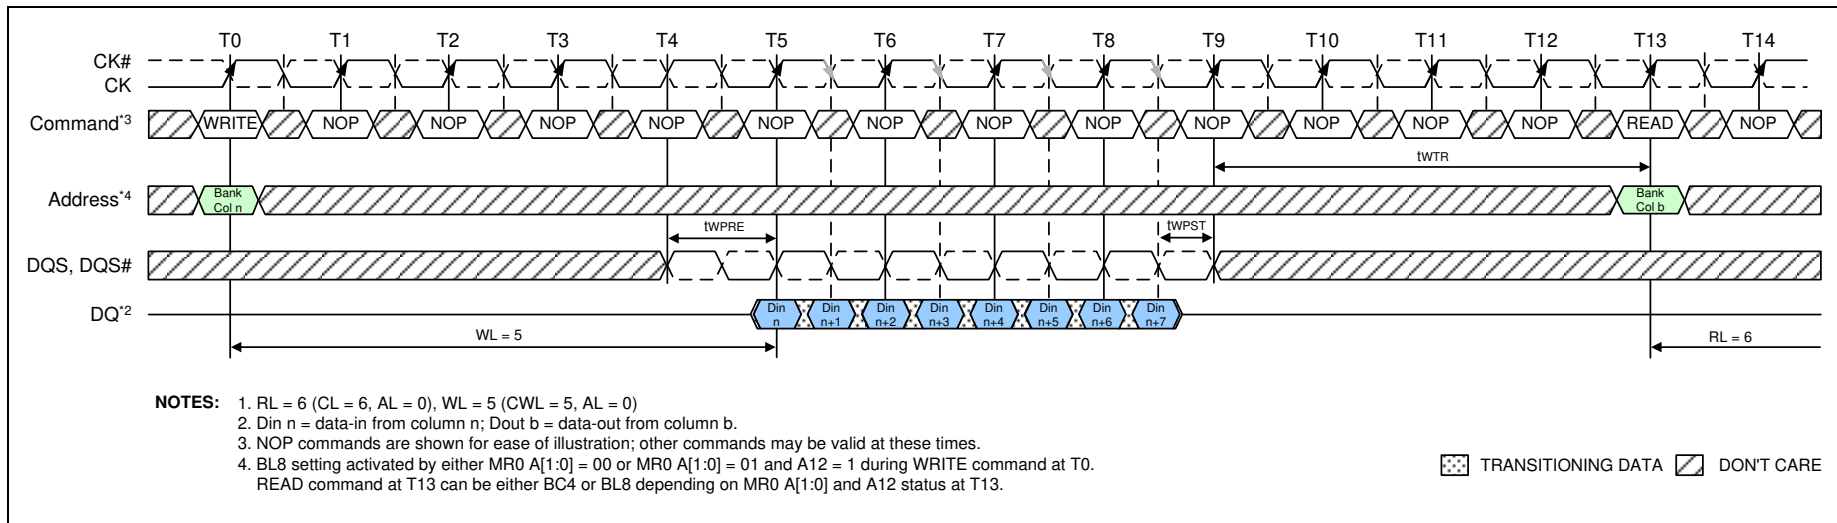 T0 T1 T2 T3 T4 T5 T6 T7 T8 T9 T10 T11 T12 T13 T14
CK#
CK
Command*3 WRITE NOP NOP NOP NOP NOP NOP NOP NOP NOP NOP NOP NOP READ NOP
tWTR
Address*4 Bank Col n Bank Col b
tWPRE tWPST
DQS, DQS#
DQ*2 Din n Din n+1 Din n+2 Din n+3 Din n+4 Din n+5 Din n+6 Din n+7
WL = 5 RL = 6
NOTES: 1. RL = 6 (CL = 6, AL = 0), WL = 5 (CWL = 5, AL = 0)
2. Din n = data-in from column n; Dout b = data-out from column b.
3. NOP commands are shown for ease of illustration; other commands may be valid at these times.
4. BL8 setting activated by either MR0 A[1:0] = 00 or MR0 A[1:0] = 01 and A12 = 1 during WRITE command at T0.
READ command at T13 can be either BC4 or BL8 depending on MR0 A[1:0] and A12 status at T13.
TRANSITIONING DATA DON'T CARE